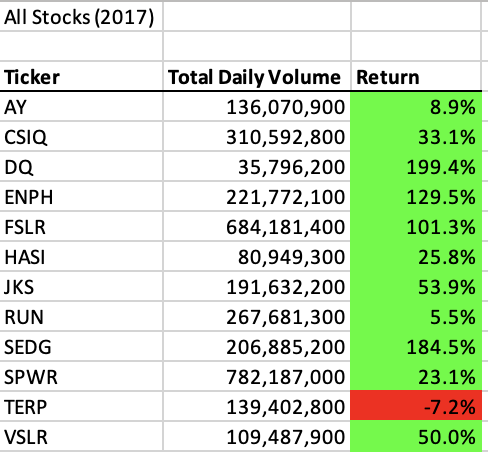 All Stocks (2017)
Ticker Total Daily Volume Return
AY 136,070,900 8.9%
CSIQ 310,592,800 33.1%
DQ 35,796,200 199.4%
ENPH 221,772,100 129.5%
FSLR 684,181,400 101.3%
HASI 80,949,300 25.8%
JKS 191,632,200 53.9%
RUN 267,681,300 5.5%
SEDG 206,885,200 184.5%
SPWR 782,187,000 23.1%
TERP 139,402,800 -7.2%
VSLR 109,487,900 50.0%